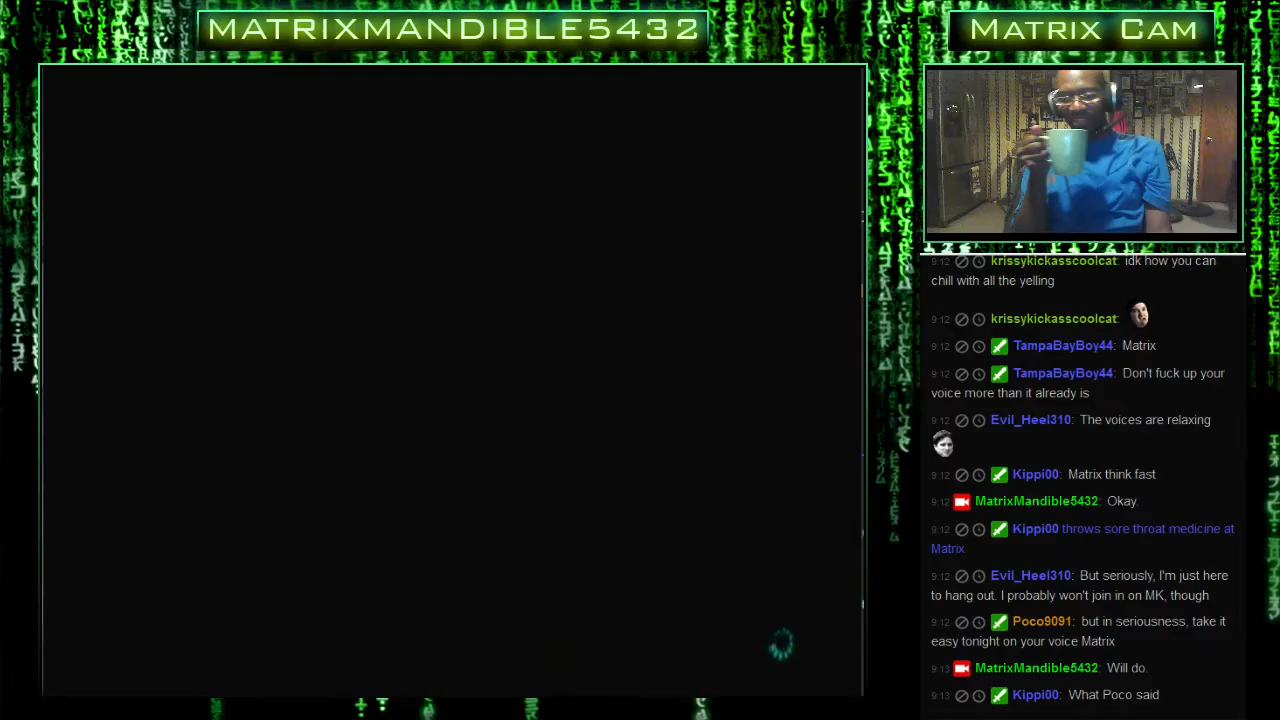 MATRIXMANDIBLE5432
MATRIX CAM
9:12 krissykickasscoolcat: idk how you can
chill with all the yelling
9:12 krissykickasscoolcat:
9:12 TampaBayBoy44: Matrix
9:12 TampaBayBoy44: Don't fuck up your
voice more than it already is
9:12 Evil_Heel310: The voices are relaxing
9:12 Kippi00: Matrix think fast
9:12 MatrixMandible5432: Okay.
9:12 Kippi00 throws sore throat medicine at
Matrix
9:12 Evil_Heel310: But seriously, I'm just here
to hang out. I probably won't join in on MK, though
9:12 Poco9091: but in seriousness, take it
easy tonight on your voice Matrix
9:13 MatrixMandible5432: Will do.
9:13 Kippi00: What Poco said